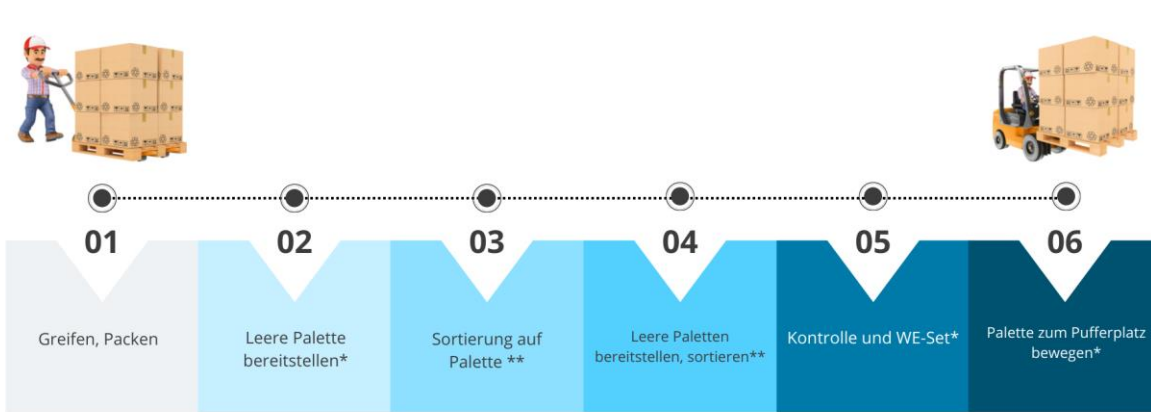 01
02
03
04
05
06
Greifen, Packen
Leere Palette
bereitstellen*
Sortierung auf
Palette **
Leere Paletten
bereitstellen, sortieren**
Kontrolle und WE-Set*
Palette zum Pufferplatz
bewegen*